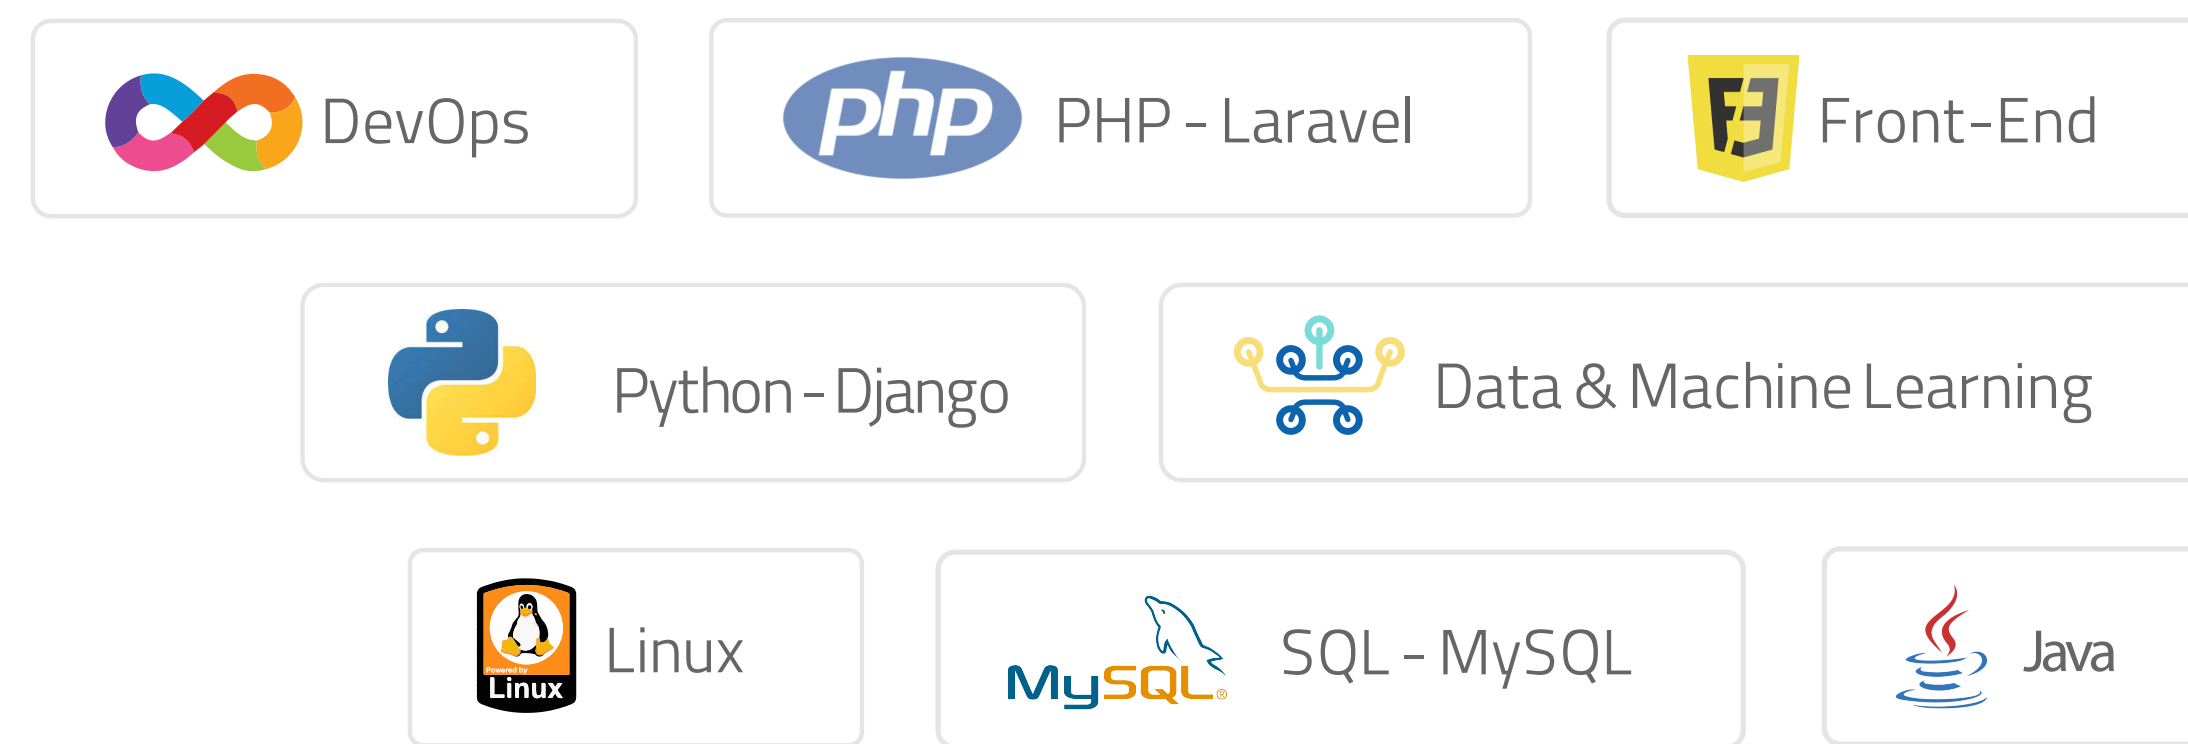 DevOps
php
PHP - Laravel
Front-End
Python - Django
Data & Machine Learning
Powered by
Linux
Linux
MySQL®
SQL - MySQL
Java